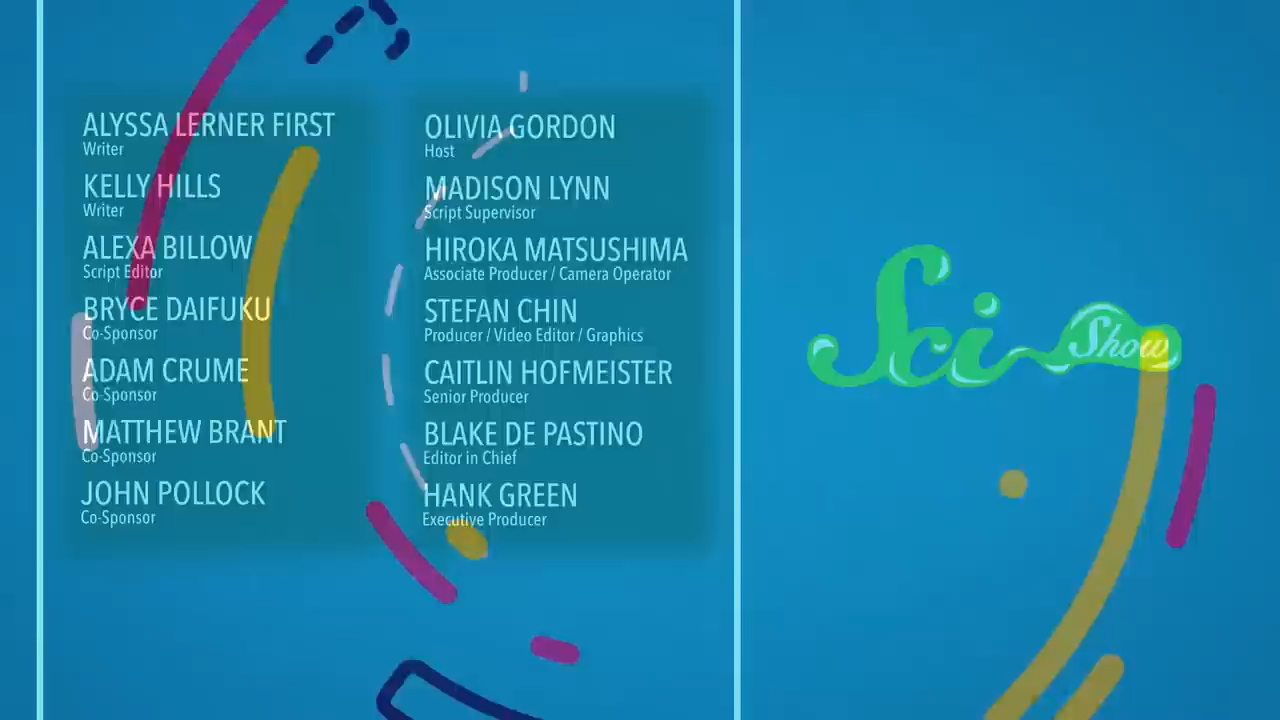 ALYSSA LERNER FIRST
Writer
KELLY HILLS
Writer
ALEXA BILLOW
Script Editor
BRYCE DAIFUKU
Co-Sponsor
ADAM CRUME
Co-Sponsor
MATTHEW BRANT
Co-Sponsor
JOHN POLLOCK
Co-Sponsor
OLIVIA GORDON
Host
MADISON LYNN
Script Supervisor
HIROKA MATSUSHIMA
Associate Producer / Camera Operator
STEFAN CHIN
Producer / Video Editor / Graphics
CAITLIN HOFMEISTER
Senior Producer
BLAKE DE PASTINO
Editor in Chief
HANK GREEN
Executive Producer
Sci Show